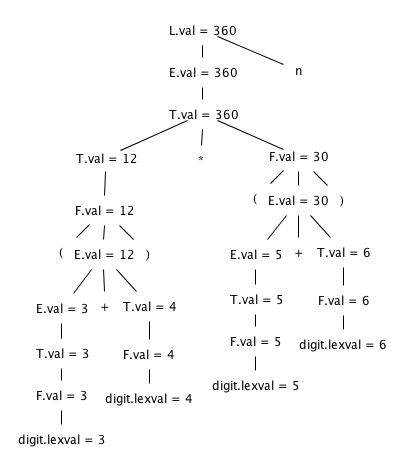 L.val = 360
E.val = 360 n
T.val = 360
T.val = 12 * F.val = 30
F.val = 12 ( E.val = 30 )
( E.val = 12 ) E.val = 5 + T.val = 6
E.val = 3 + T.val = 4 T.val = 5 F.val = 6
T.val = 3 F.val = 4 F.val = 5 digit.lexval = 6
F.val = 3 digit.lexval = 4 digit.lexval = 5
digit.lexval = 3